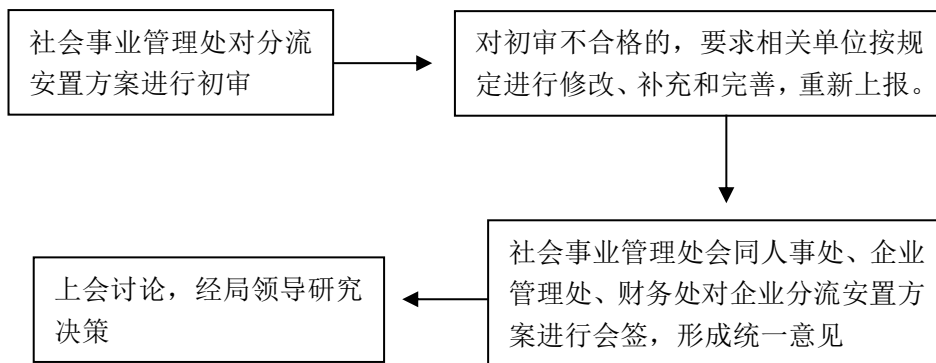 社会事业管理处对分流
安置方案进行初审
对初审不合格的，要求相关单位按规
定进行修改、补充和完善，重新上报。
社会事业管理处会同人事处、企业
管理处、财务处对企业分流安置方
案进行会签，形成统一意见
上会讨论，经局领导研究
决策